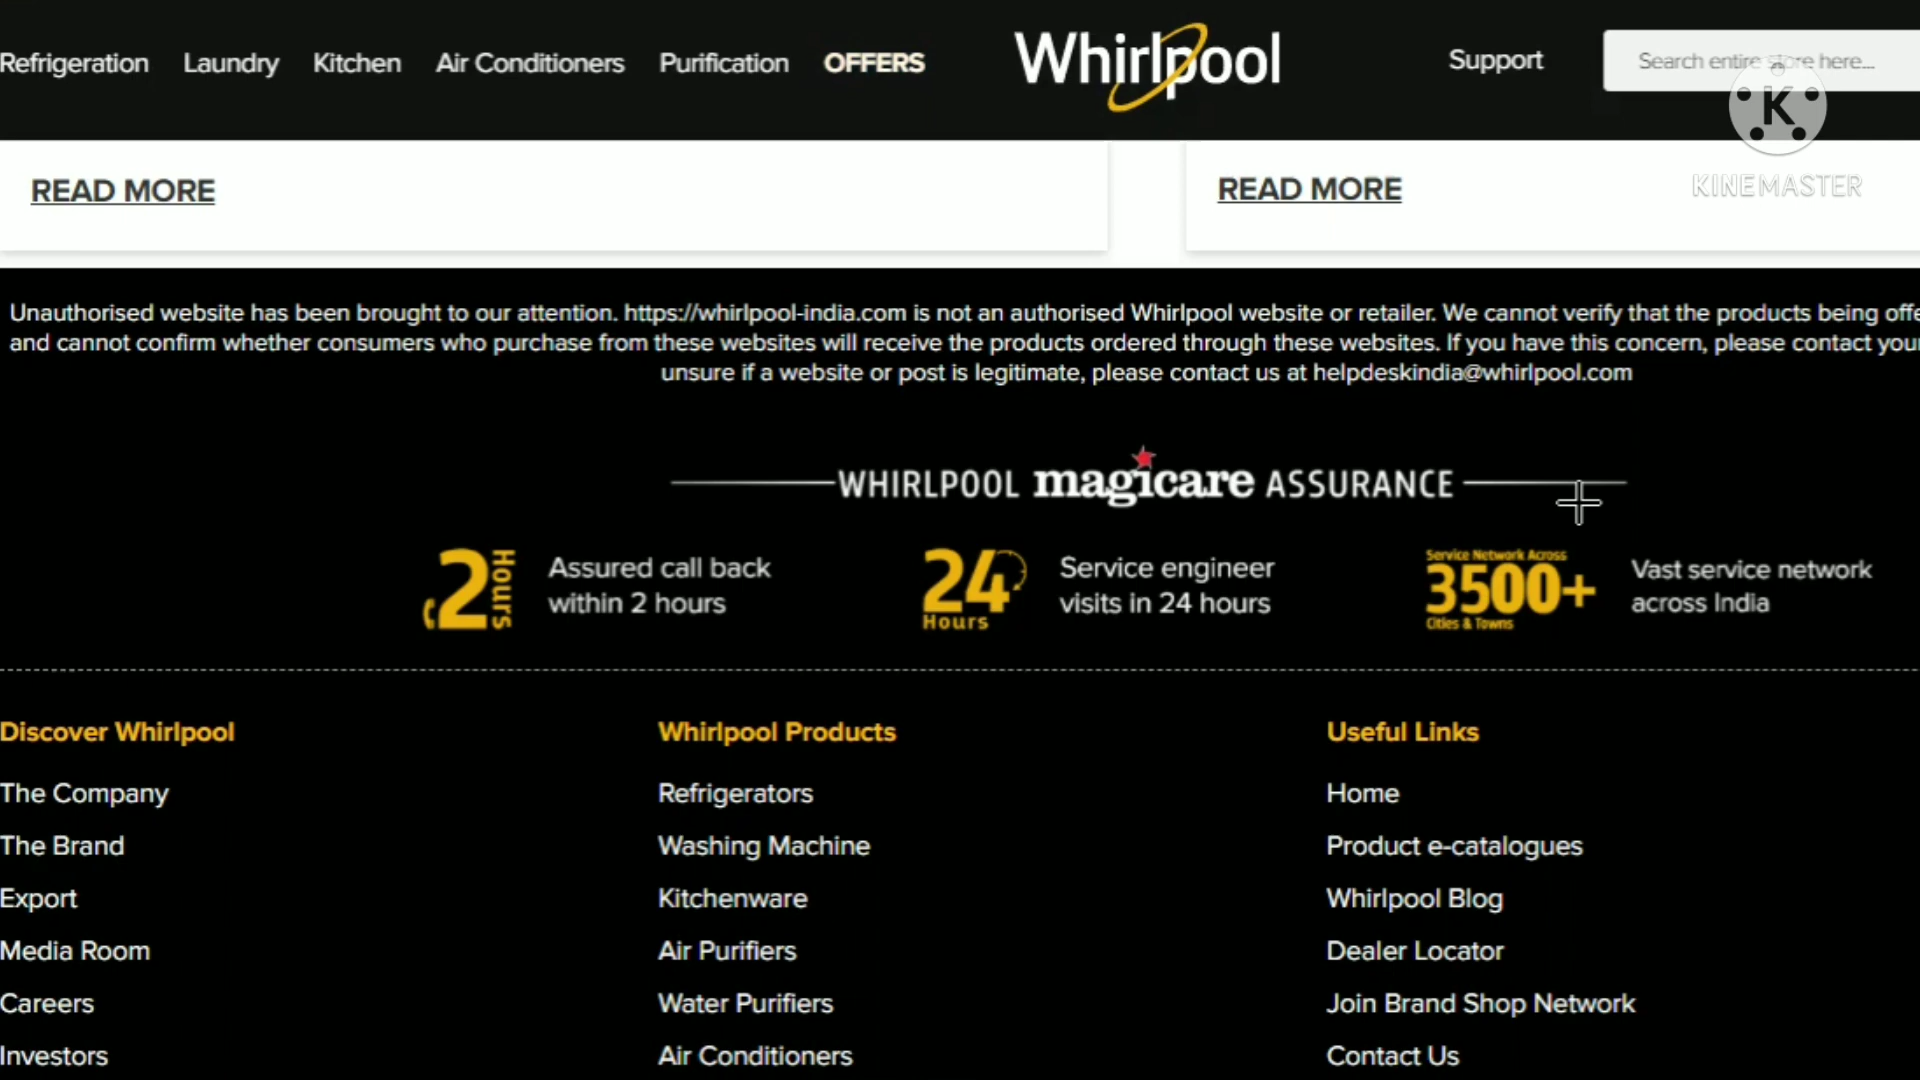 Refrigeration Laundry Kitchen Air Conditioners Purification OFFERS Whirlpool Support Search entire store here...
K
KINEMASTER
READ MORE READ MORE
Unauthorised website has been brought to our attention. https://whirlpool-india.com is not an authorised Whirlpool website or retailer. We cannot verify that the products being offe
and cannot confirm whether consumers who purchase from these websites will receive the products ordered through these websites. If you have this concern, please contact your
unsure if a website or post is legitimate, please contact us at helpdeskindia@whirlpool.com
WHIRLPOOL magicare ASSURANCE
2 Hours Assured call back within 2 hours
24 Hours Service engineer visits in 24 hours
Service Network Across 3500+ Cities & Towns Vast service network across India
Discover Whirlpool Whirlpool Products Useful Links
The Company Refrigerators Home
The Brand Washing Machine Product e-catalogues
Export Kitchenware Whirlpool Blog
Media Room Air Purifiers Dealer Locator
Careers Water Purifiers Join Brand Shop Network
Investors Air Conditioners Contact Us